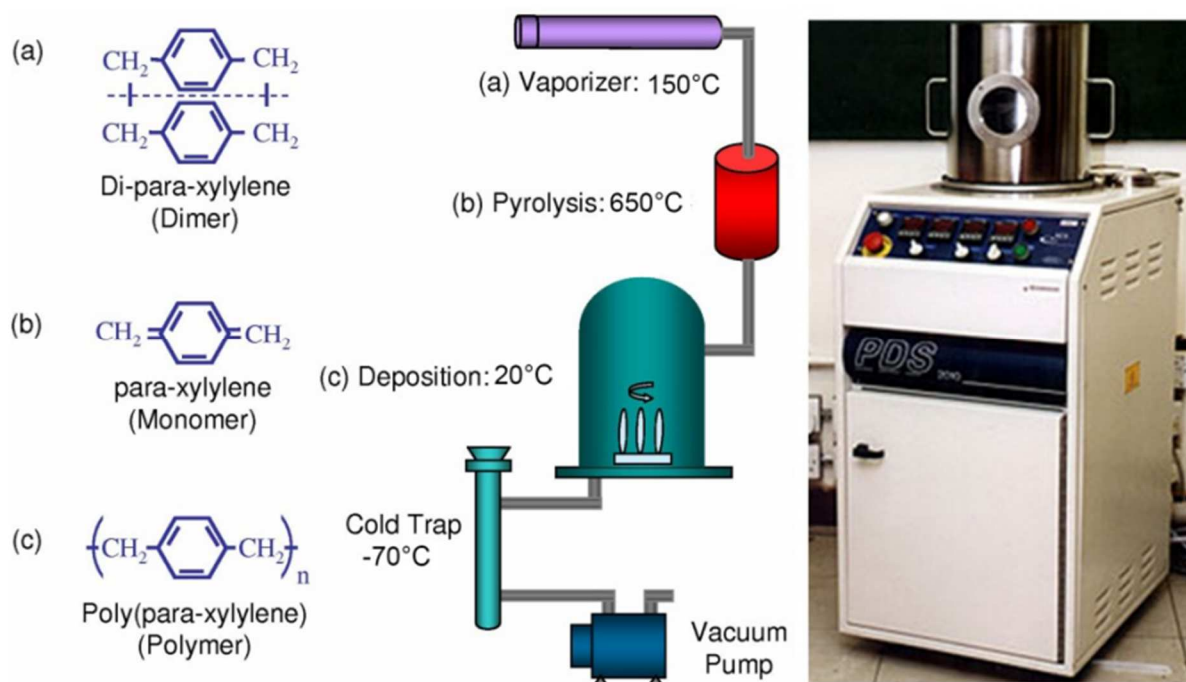 (a)
CH2 CH2
CH2 CH2
Di-para-xylylene
(Dimer)
(b)
CH2 CH2
para-xylylene
(Monomer)
(c)
CH2 CH2
n
Poly(para-xylylene)
(Polymer)
(a) Vaporizer: 150°C
(b) Pyrolysis: 650°C
(c) Deposition: 20°C
Cold Trap
-70°C
Vacuum
Pump
PDS
2010